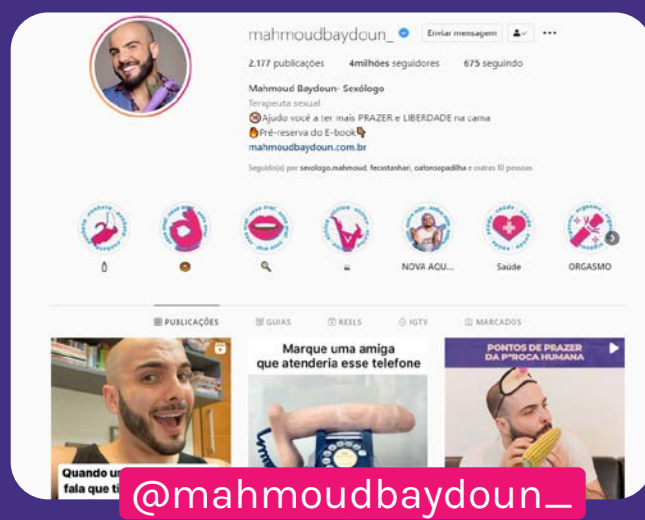 mahmoudbaydoun_
Enviar mensagem
2.177 publicações 4milhões seguidores 675 seguindo
Mahmoud Baydoun- Sexólogo
Terapeuta sexual
🔞Ajudo você a ter mais PRAZER e LIBERDADE na cama
🔥Pré-reserva do E-book👇
mahmoudbaydoun.com.br
Seguido(a) por sexologo.mahmoud, fecastanhari, oafonsopadilha e outras 10 pessoas
NOVA AQU... Saúde ORGASMO
PUBLICAÇÕES GUIAS REELS IGTV MARCADOS
Marque uma amiga
que atenderia esse telefone
PONTOS DE PRAZER
DA P*ROCA HUMANA
Quando u
fala que ti
@mahmoudbaydoun_